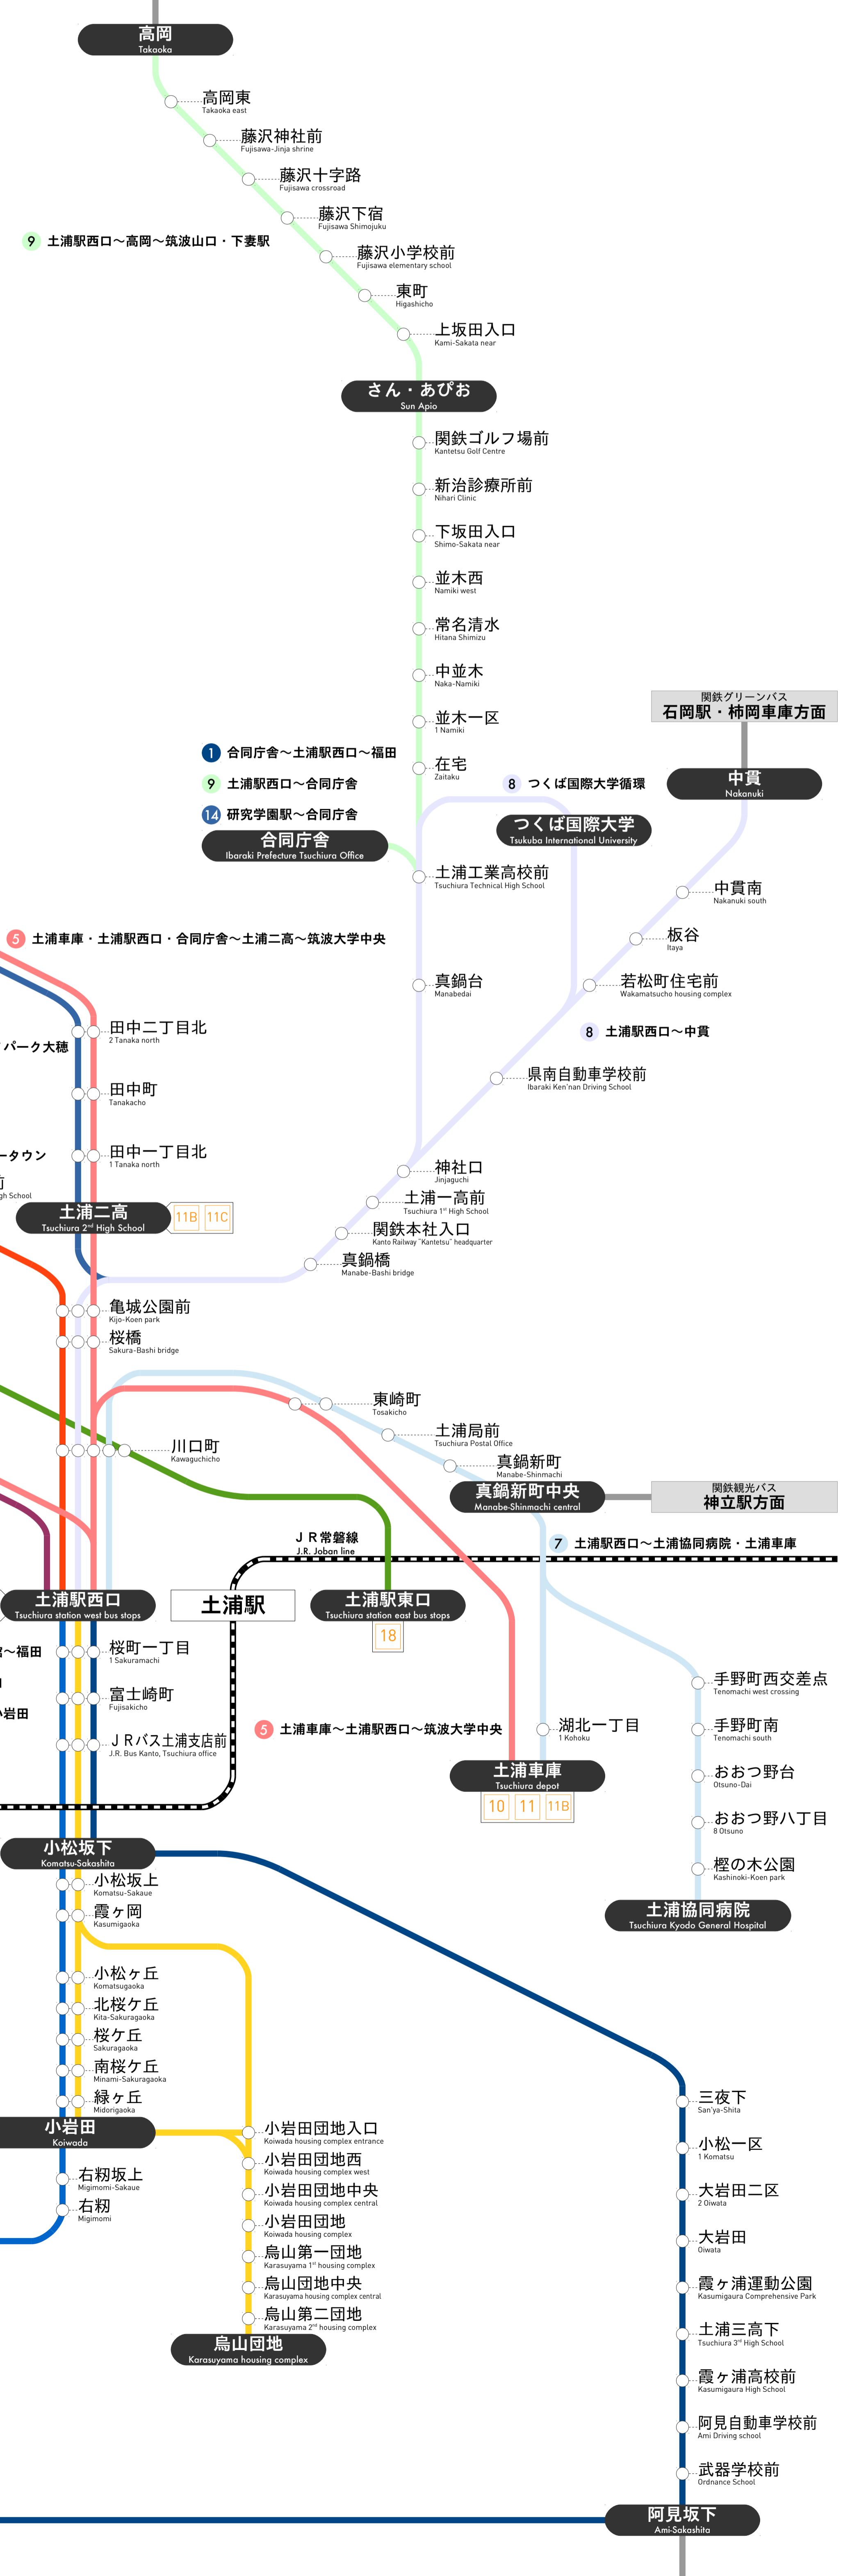 高岡
Takaoka
高岡東
Takaoka east
藤沢神社前
Fujisawa-Jinja shrine
藤沢十字路
Fujisawa crossroad
藤沢下宿
Fujisawa Shimojuku
9 土浦駅西口〜高岡〜筑波山口・下妻駅
藤沢小学校前
Fujisawa elementary school
東町
Higashicho
上坂田入口
Kami-Sakata near
さん・あぴお
Sun Apio
関鉄ゴルフ場前
Kantetsu Golf Centre
新治診療所前
Nihari Clinic
下坂田入口
Shimo-Sakata near
並木西
Namiki west
常名清水
Hitana Shimizu
中並木
Naka-Namiki
関鉄グリーンバス
石岡駅・柿岡車庫方面
並木一区
1 Namiki
1 合同庁舎〜土浦駅西口〜福田
在宅
Zaitaku
9 土浦駅西口〜合同庁舎
8 つくば国際大学循環
中貫
Nakanuki
14 研究学園駅〜合同庁舎
つくば国際大学
Tsukuba International University
合同庁舎
Ibaraki Prefecture Tsuchiura Office
土浦工業高校前
Tsuchiura Technical High School
中貫南
Nakanuki south
5 土浦車庫・土浦駅西口・合同庁舎〜土浦二高〜筑波大学中央
板谷
Itaya
真鍋台
Manabedai
若松町住宅前
Wakamatsucho housing complex
田中二丁目北
2 Tanaka north
8 土浦駅西口〜中貫
パーク大穂
県南自動車学校前
Ibaraki Ken'nan Driving School
田中町
Tanakacho
田中一丁目北
1 Tanaka north
ータウン
神社口
Jinjaguchi
前
gh School
土浦一高前
Tsuchiura 1st High School
土浦二高
Tsuchiura 2nd High School
11B 11C
関鉄本社入口
Kanto Railway "Kantetsu" headquarter
真鍋橋
Manabe-Bashi bridge
亀城公園前
Kijo-Koen park
桜橋
Sakura-Bashi bridge
東崎町
Tosakicho
土浦局前
Tsuchiura Postal Office
川口町
Kawaguchicho
真鍋新町
Manabe-Shinmachi
真鍋新町中央
Manabe-Shinmachi central
関鉄観光バス
神立駅方面
JR常磐線
J.R. Joban line
7 土浦駅西口〜土浦協同病院・土浦車庫
土浦駅西口
Tsuchiura station west bus stops
土浦駅
土浦駅東口
Tsuchiura station east bus stops
18
桜町一丁目
1 Sakuramachi
〜福田
富士崎町
Fujisakicho
岩田
手野町西交差点
Tenomachi west crossing
5 土浦車庫〜土浦駅西口〜筑波大学中央
湖北一丁目
1 Kohoku
手野町南
Tenomachi south
JRバス土浦支店前
J.R. Bus Kanto, Tsuchiura office
土浦車庫
Tsuchiura depot
10 11 11B
おおつ野台
Otsuno-Dai
おおつ野八丁目
8 Otsuno
小松坂下
Komatsu-Sakashita
樫の木公園
Kashinoki-Koen park
小松坂上
Komatsu-Sakaue
霞ヶ岡
Kasumigaoka
土浦協同病院
Tsuchiura Kyodo General Hospital
小松ヶ丘
Komatsugaoka
北桜ケ丘
Kita-Sakuragaoka
桜ケ丘
Sakuragaoka
南桜ケ丘
Minami-Sakuragaoka
緑ヶ丘
Midorigaoka
三夜下
San'ya-Shita
小岩田
Koiwada
小岩田団地入口
Koiwada housing complex entrance
小松一区
1 Komatsu
小岩田団地西
Koiwada housing complex west
右籾坂上
Migimomi-Sakaue
小岩田団地中央
Koiwada housing complex central
大岩田二区
2 Oiwata
右籾
Migimomi
小岩田団地
Koiwada housing complex
大岩田
Oiwata
烏山第一団地
Karasuyama 1st housing complex
烏山団地中央
Karasuyama housing complex central
霞ヶ浦運動公園
Kasumigaura Comprehensive Park
烏山第二団地
Karasuyama 2nd housing complex
土浦三高下
Tsuchiura 3rd High School
烏山団地
Karasuyama housing complex
霞ヶ浦高校前
Kasumigaura High School
阿見自動車学校前
Ami Driving school
武器学校前
Ordnance School
阿見坂下
Ami-Sakashita